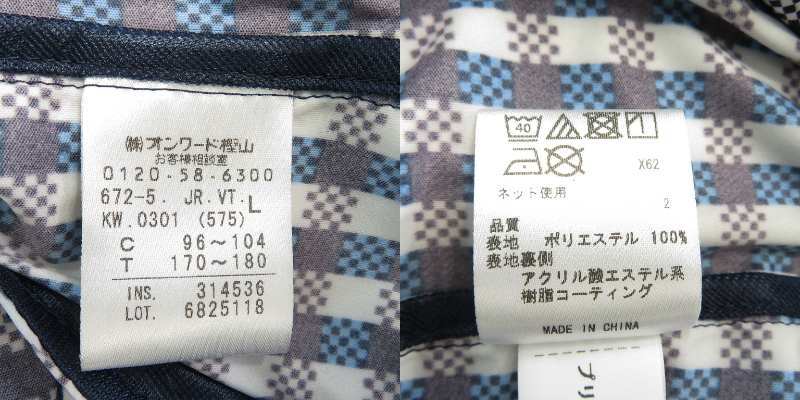 ㈱オンワード樫山
お客様相談室
0120-58-6300
672-5. JR.VT. L
KW.0301 (575)
C 96～104
T 170～180
INS. 314536
LOT. 6825118
40
X62
ネット使用
2
品質
表地 ポリエステル 100%
表地裏側
アクリル酸エステル系
樹脂コーティング
MADE IN CHINA
プリ